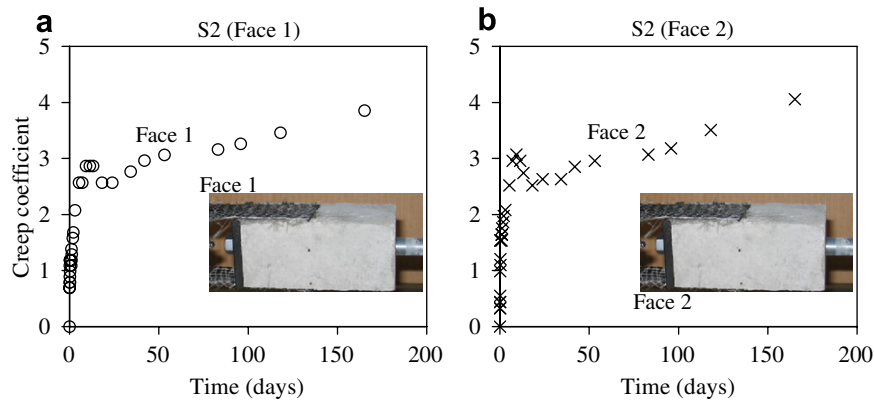 a
S2 (Face 1)
5
4
3
2
1
0
Creep coefficient
Face 1
Face 1
0 50 100 150 200
Time (days)
b
S2 (Face 2)
5
4
3
2
1
0
Face 2
Face 2
0 50 100 150 200
Time (days)